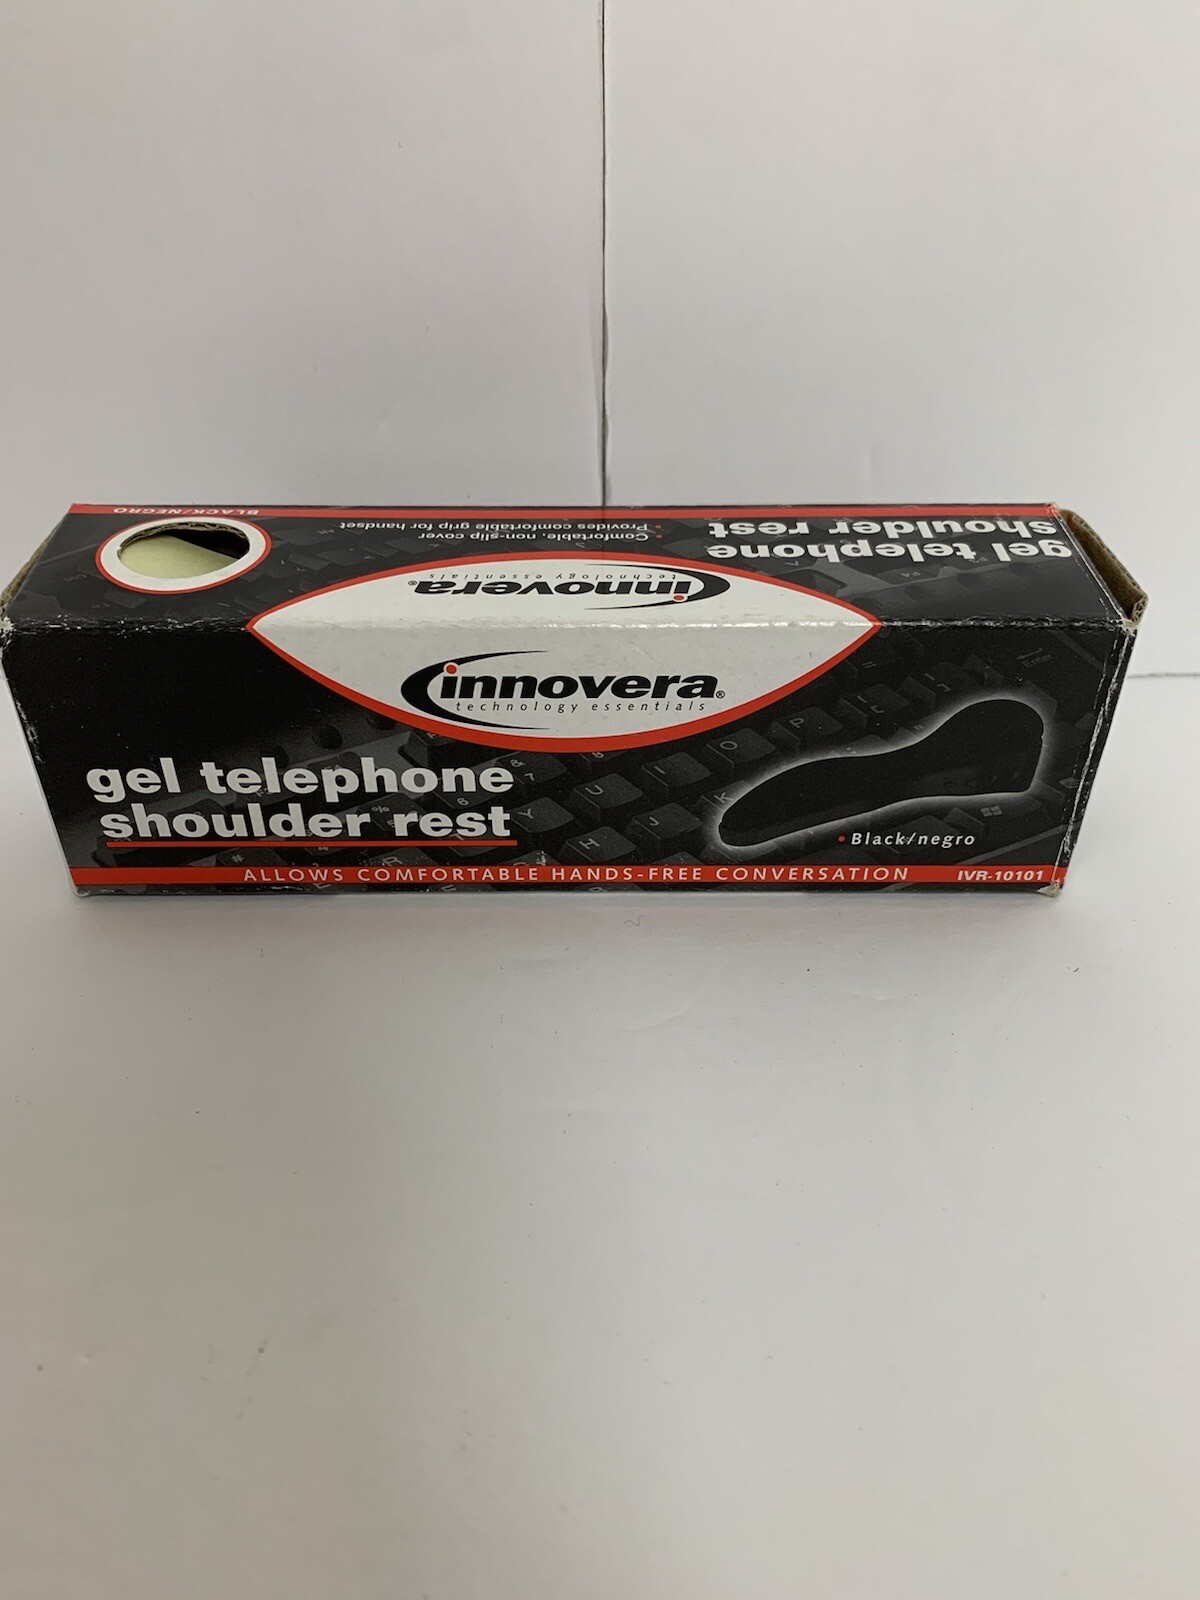 BLACK/NEGRO
gel telephone
shoulder rest
• Comfortable, non-slip cover
• Provides comfortable grip for handset
innovera®
technology essentials
innovera®
technology essentials
gel telephone
shoulder rest
• Black/negro
ALLOWS COMFORTABLE HANDS-FREE CONVERSATION IVR-10101